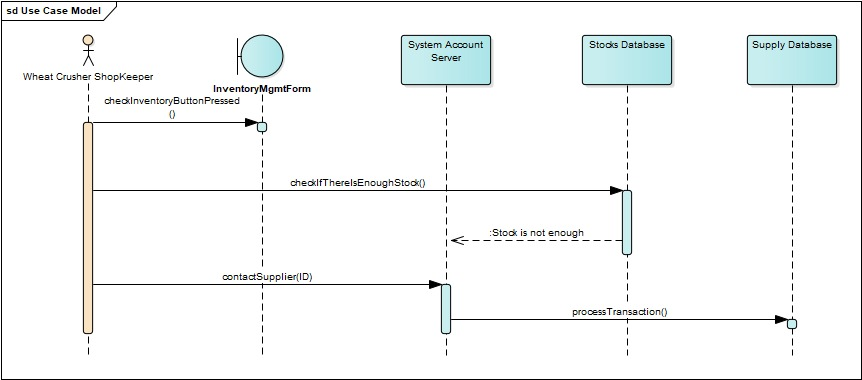 sd Use Case Model
System Account
Server
Stocks Database
Supply Database
Wheat Crusher ShopKeeper
InventoryMgmtForm
checkInventoryButtonPressed
()
checkIfThereIsEnoughStock()
:Stock is not enough
contactSupplier(ID)
processTransaction()